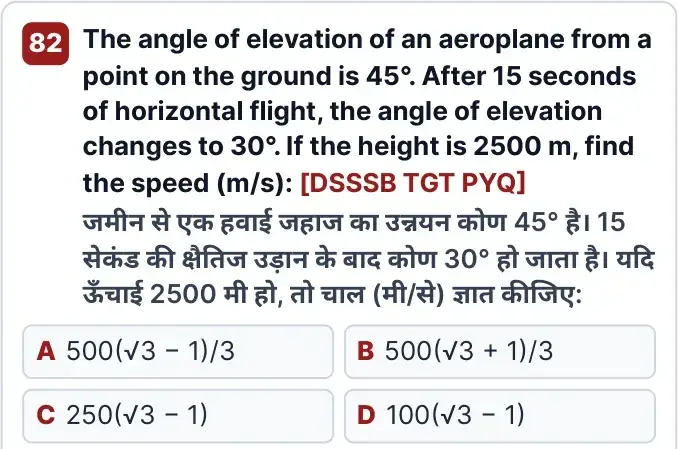 82 The angle of elevation of an aeroplane from a
point on the ground is 45°. After 15 seconds
of horizontal flight, the angle of elevation
changes to 30°. If the height is 2500 m, find
the speed (m/s): [DSSSB TGT PYQ]
जमीन से एक हवाई जहाज का उन्नयन कोण 45° है। 15
सेकंड की क्षैतिज उड़ान के बाद कोण 30° हो जाता है। यदि
ऊँचाई 2500 मी हो, तो चाल (मी/से) ज्ञात कीजिए:
A 500(√3 − 1)/3
B 500(√3 + 1)/3
C 250(√3 − 1)
D 100(√3 − 1)